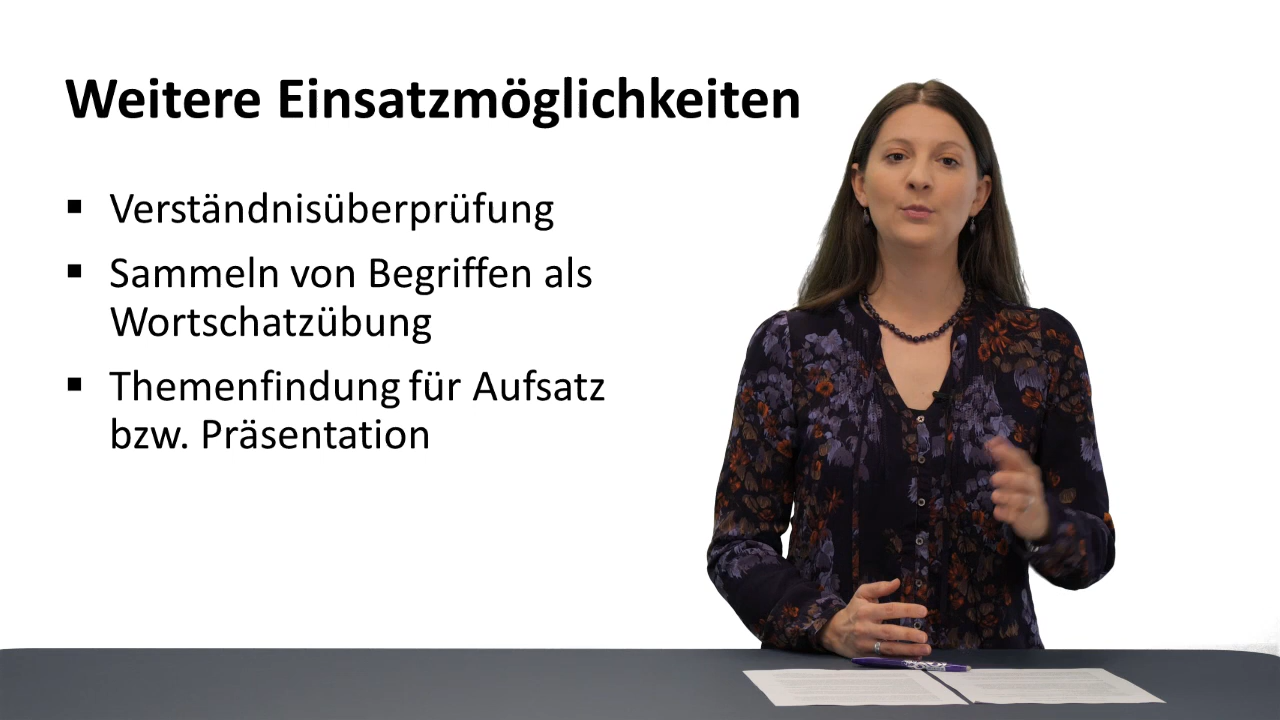 Weitere Einsatzmöglichkeiten
▪ Verständnisüberprüfung
▪ Sammeln von Begriffen als
Wortschatzübung
▪ Themenfindung für Aufsatz
bzw. Präsentation